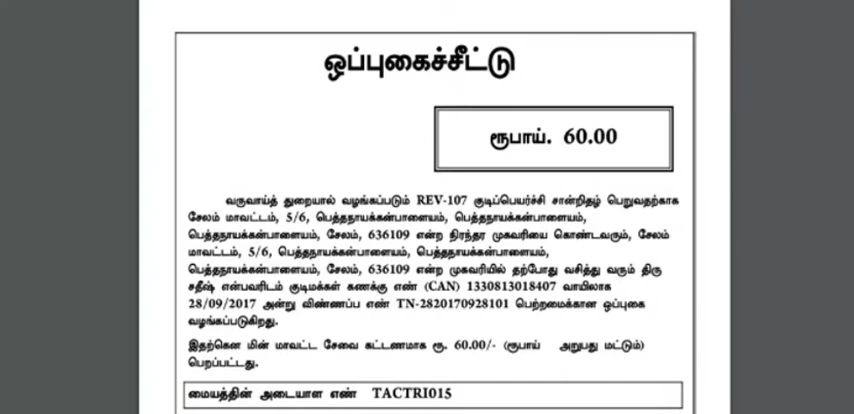 ஒப்புகைச்சீட்டு
ரூபாய். 60.00
வருவாய்த் துறையால் வழங்கப்படும் REV-107 குடிப்பெயர்ச்சி சான்றிதழ் பெறுவதற்காக
சேலம் மாவட்டம், 5/6, பெத்தநாயக்கன்பாளையம், பெத்தநாயக்கன்பாளையம்,
பெத்தநாயக்கன்பாளையம், சேலம், 636109 என்ற நிரந்தர முகவரியை கொண்டவரும், சேலம்
மாவட்டம், 5/6, பெத்தநாயக்கன்பாளையம், பெத்தநாயக்கன்பாளையம்,
பெத்தநாயக்கன்பாளையம், சேலம், 636109 என்ற முகவரியில் தற்போது வசித்து வரும் திரு
சதீஷ் என்பவரிடம் குடிமக்கள் கணக்கு எண் (CAN) 1330813018407 வாயிலாக
28/09/2017 அன்று விண்ணப்ப எண் TN-2820170928101 பெற்றமைக்கான ஒப்புகை
வழங்கப்படுகிறது.
இதற்கென மின் மாவட்ட சேவை கட்டணமாக ரூ. 60.00/- (ரூபாய் அறுபது மட்டும்)
பெறப்பட்டது.
மையத்தின் அடையாள எண் TACTRI015